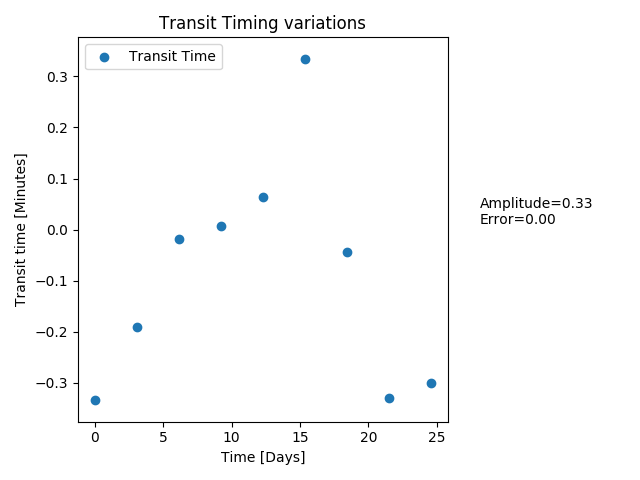 Transit Timing variations
Transit Time
0.3
0.2
0.1
0.0
−0.1
−0.2
−0.3
Transit time [Minutes]
0
5
10
15
20
25
Time [Days]
Amplitude=0.33
Error=0.00